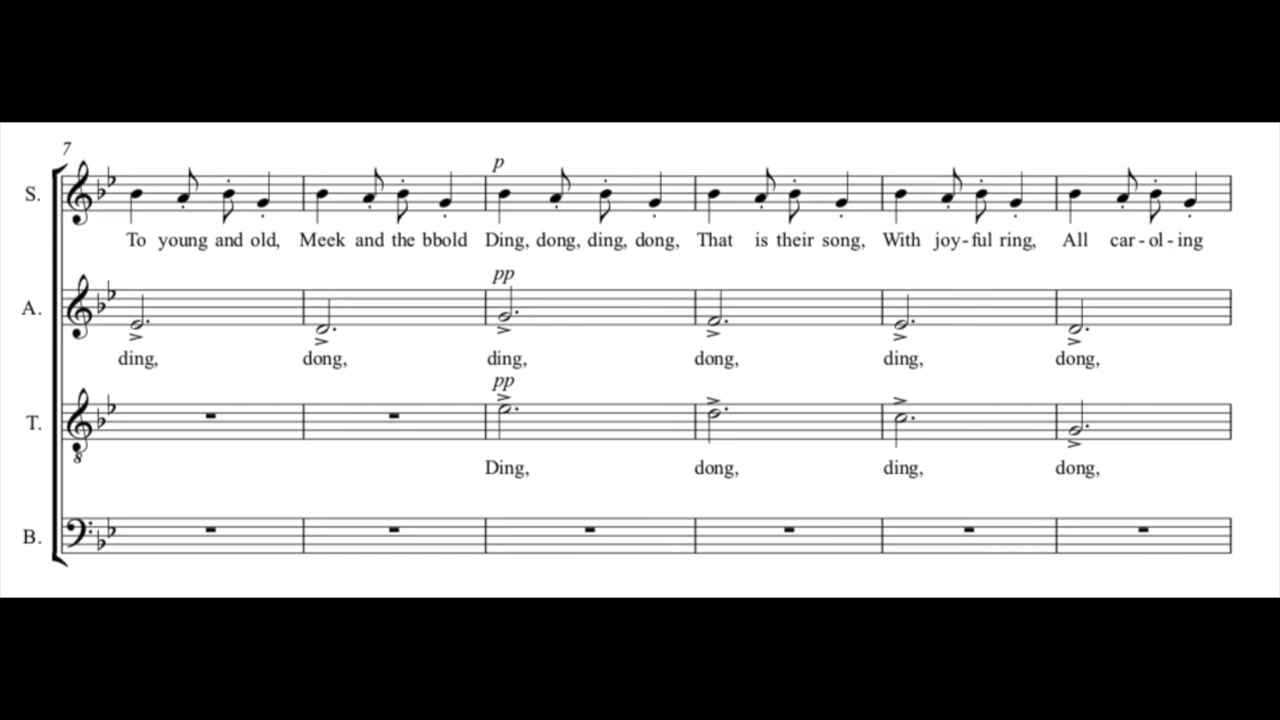 7
p
S.
To young and old, Meek and the bbold Ding, dong, ding, dong, That is their song, With joy-ful ring, All car-ol-ing
pp
A.
ding, dong, ding, dong, ding, dong,
pp
T.
8
Ding, dong, ding, dong,
B.